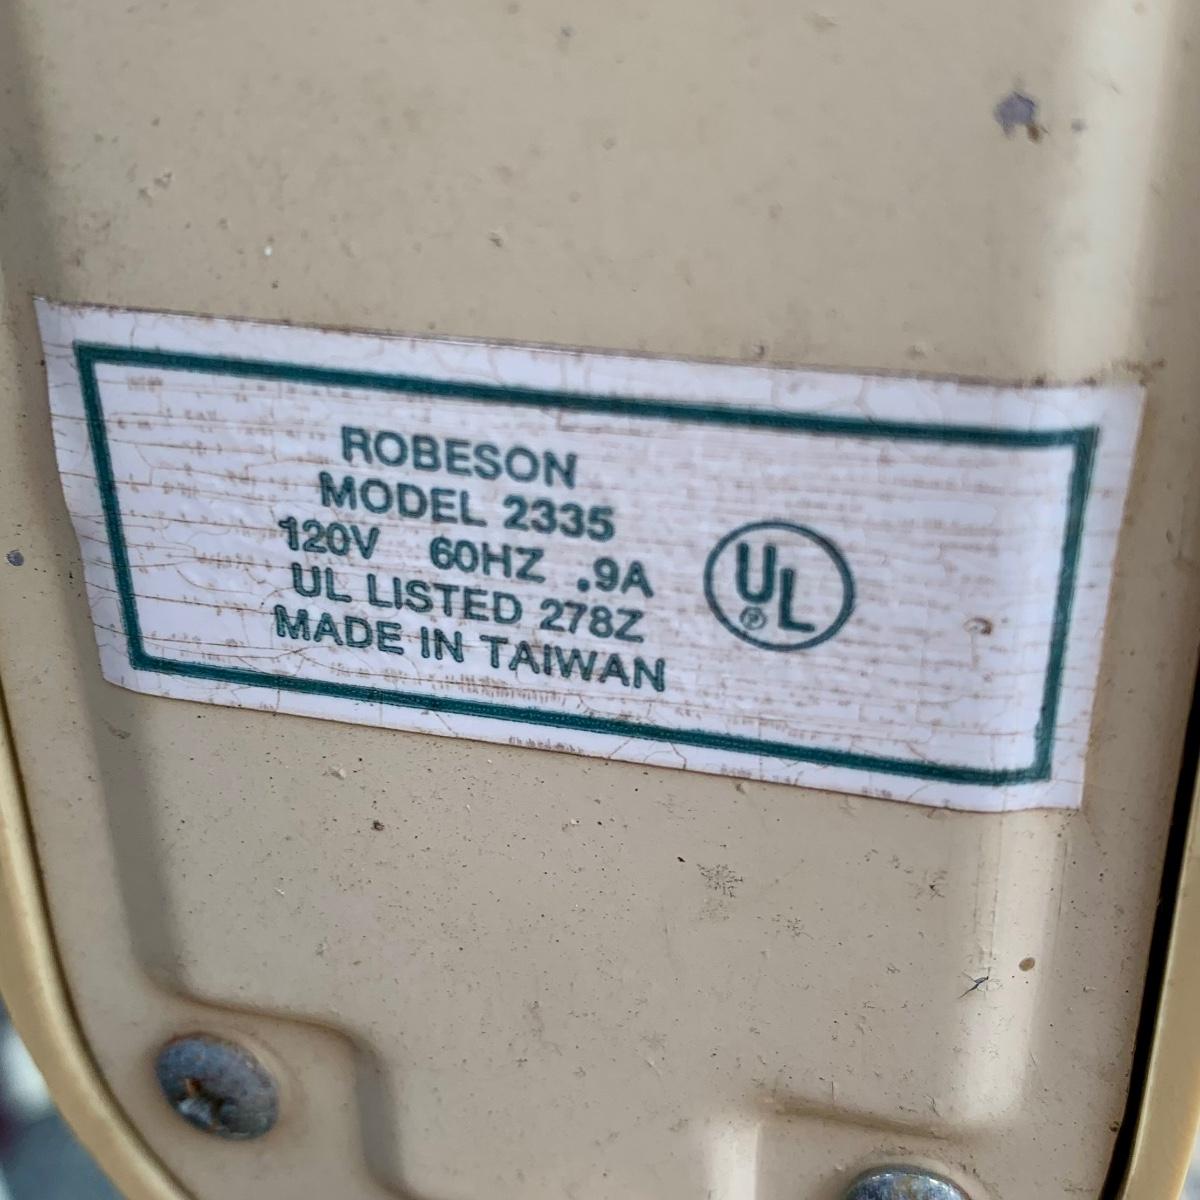 ROBESON
MODEL 2335
120V 60HZ .9A
UL LISTED 278Z
MADE IN TAIWAN
UL
®